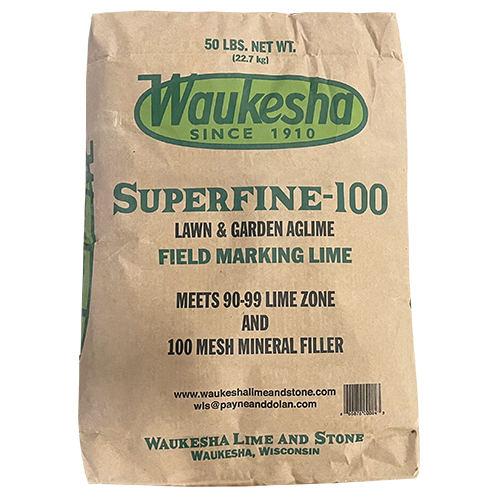 50 LBS. NET WT.
(22.7 kg)
Waukesha
SINCE 1910
SUPERFINE-100
LAWN & GARDEN AGLIME
FIELD MARKING LIME
MEETS 90-99 LIME ZONE
AND
100 MESH MINERAL FILLER
www.waukeshalimeandstone.com
wls@payneanddolan.com
WAUKESHA LIME AND STONE
WAUKESHA, WISCONSIN